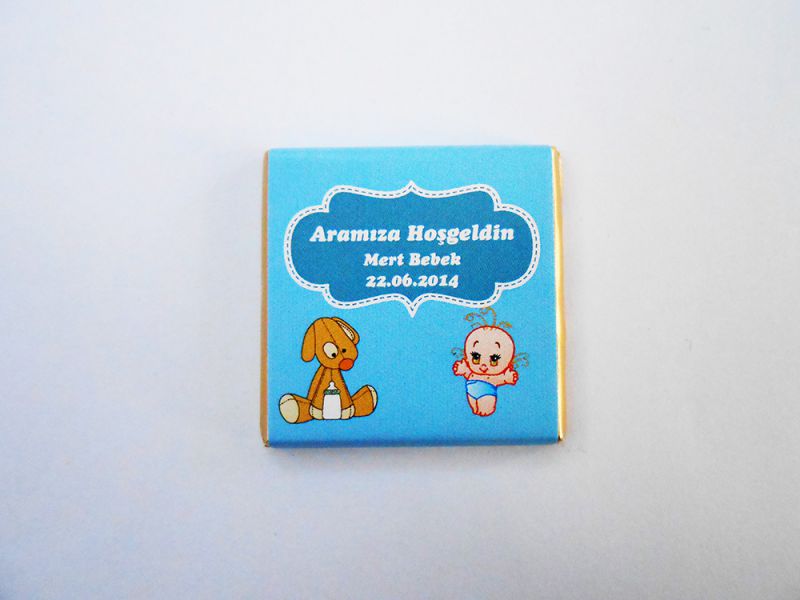 Aramıza Hoşgeldin
Mert Bebek
22.06.2014